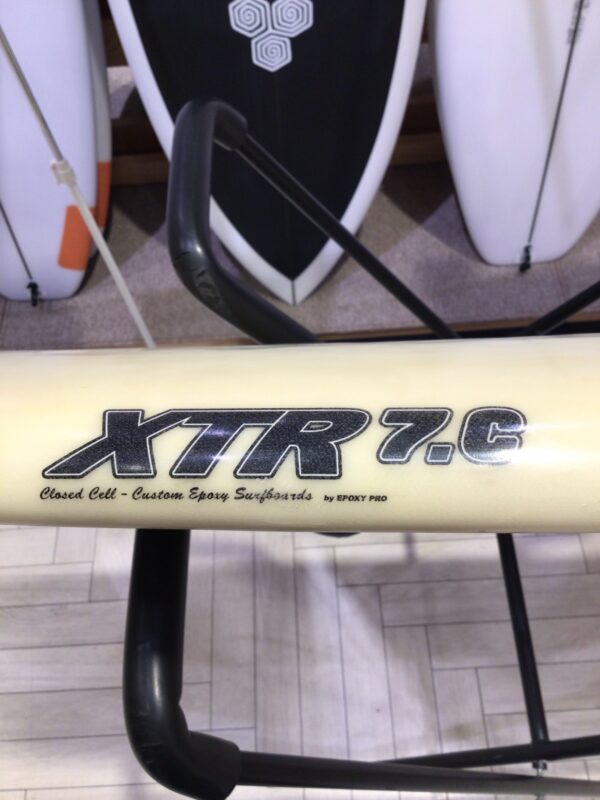 XTR 7.C
Closed Cell - Custom Epoxy Surfboards by EPOXY PRO